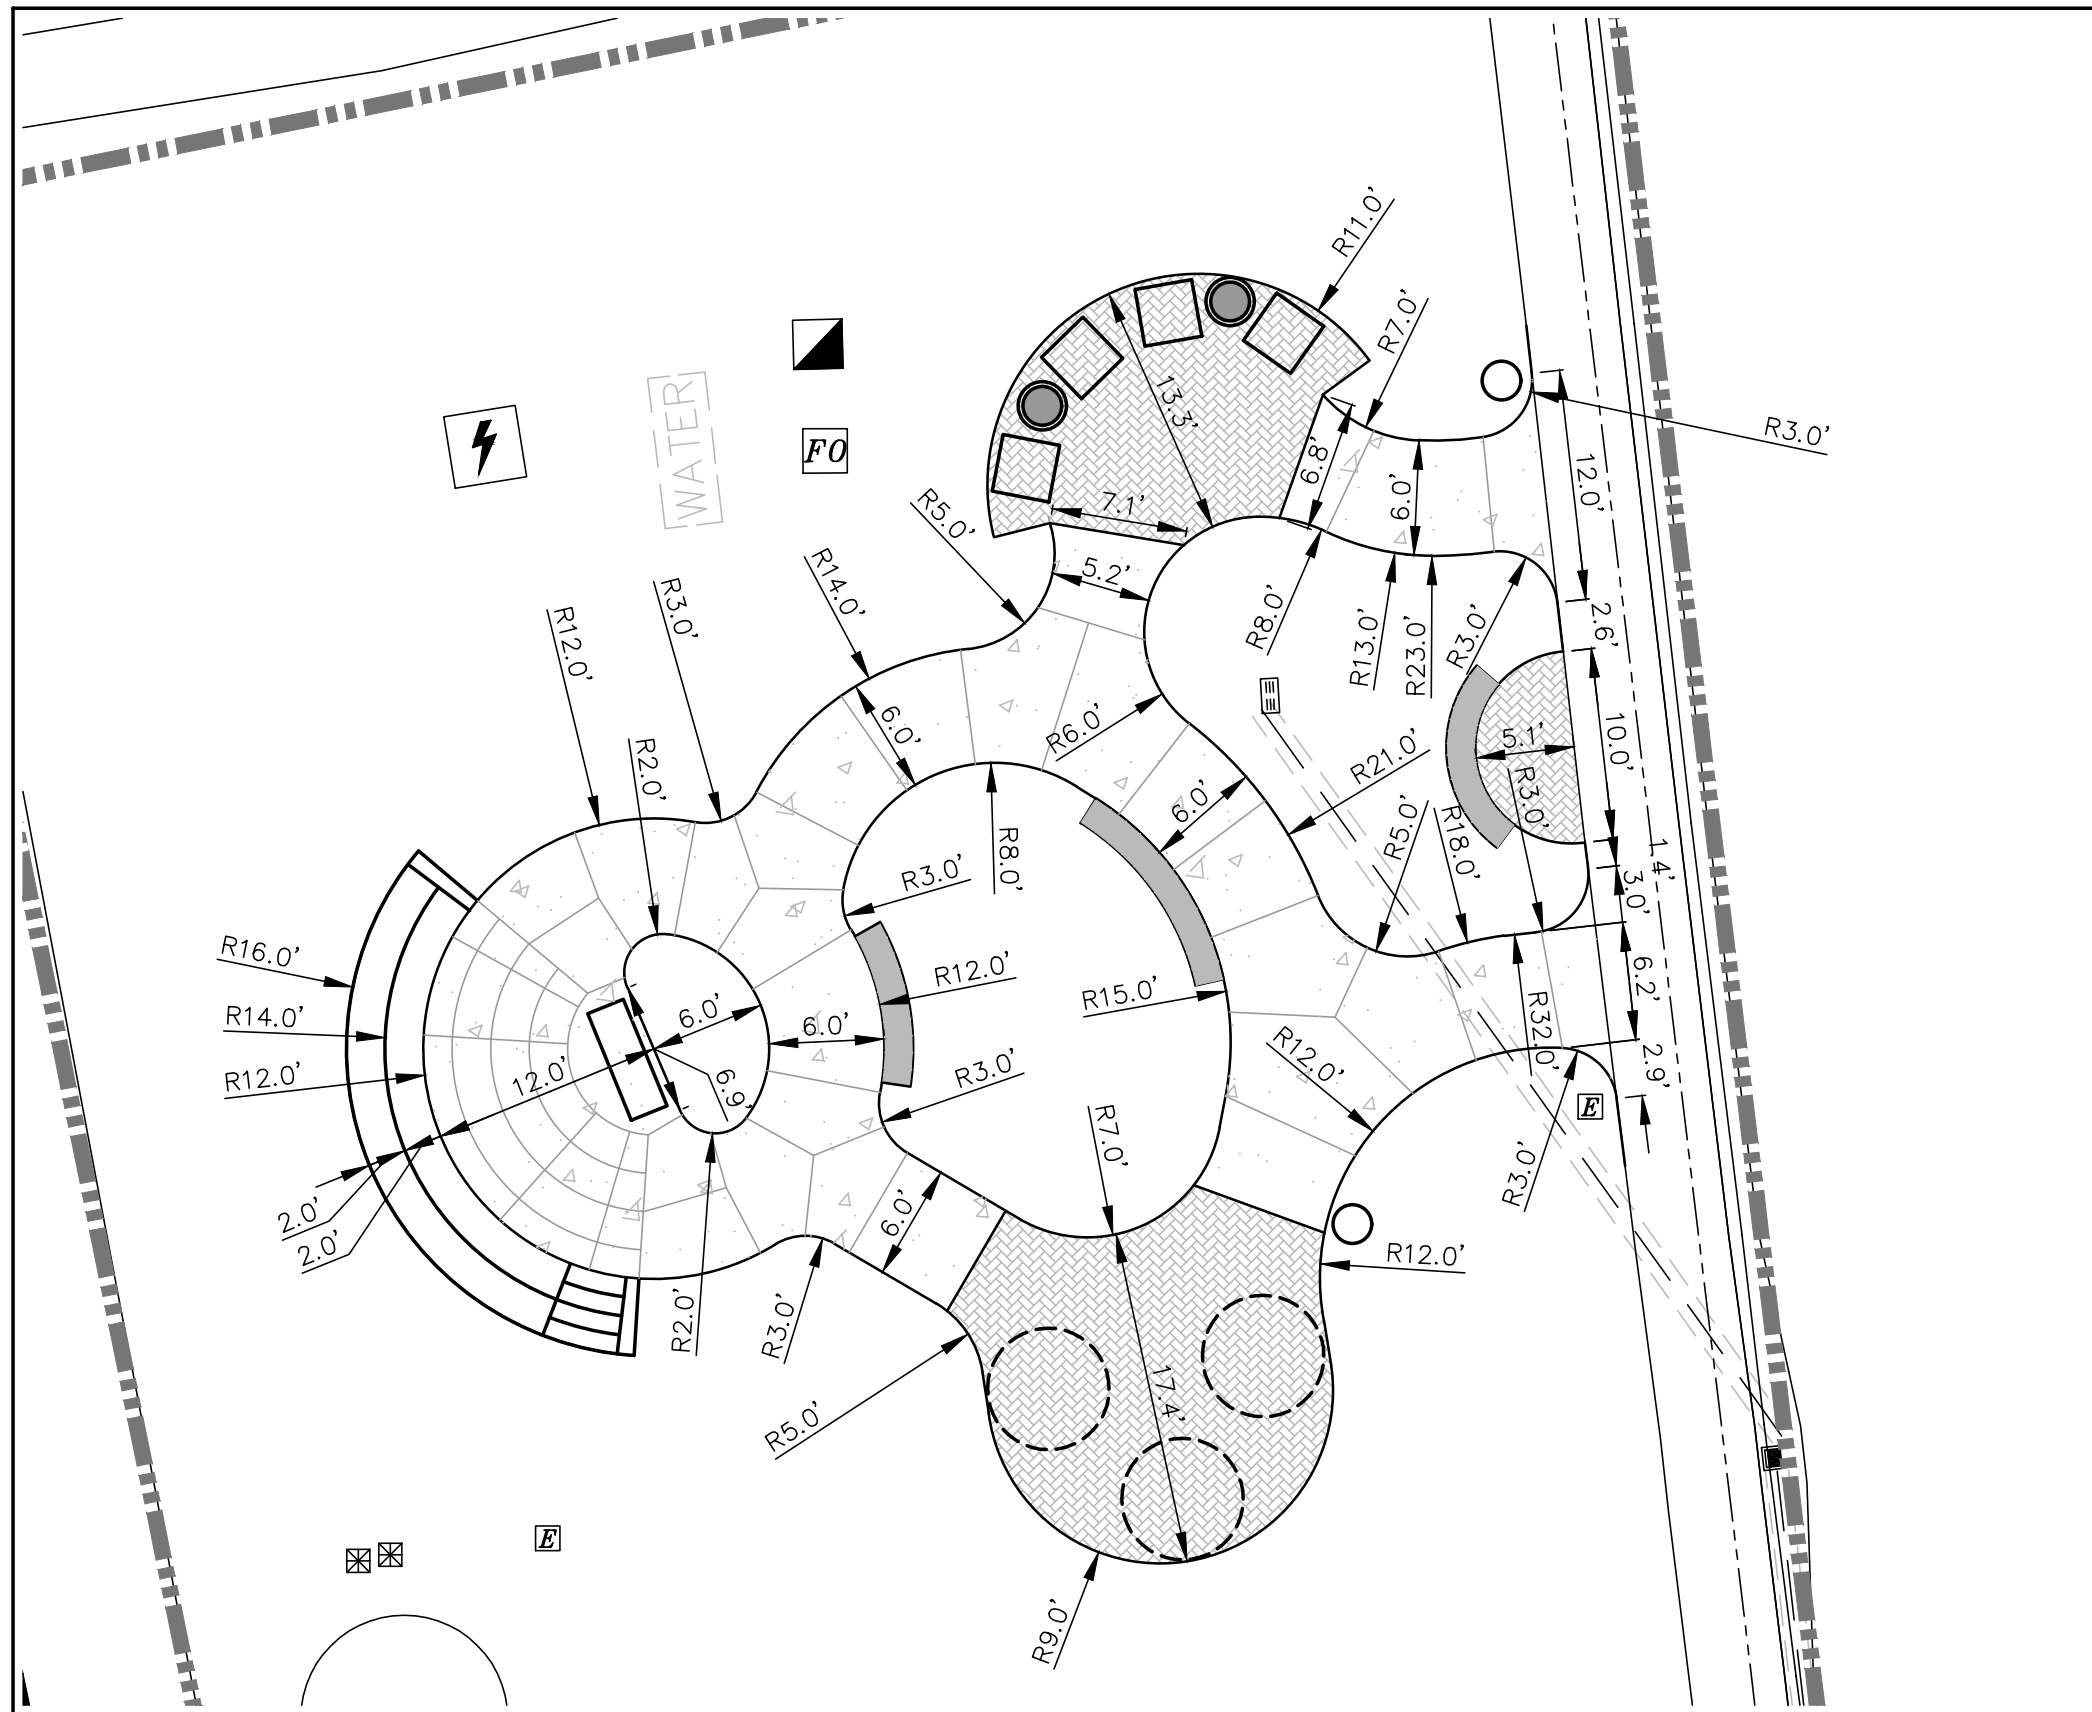 R11.0'
R7.0'
R3.0'
13.3'
6.8'
WATER
FO
12.0'
6.0'
7.1'
R5.0'
5.2'
R14.0'
R3.0'
R12.0'
R8.0'
R13.0'
R23.0'
R3.0'
2.6'
6.0'
R6.0'
R2.0'
R21.0'
5.1'
10.0'
R3.0'
6.0'
R5.0'
R18.0'
R8.0'
R3.0'
1.4'
3.0'
R16.0'
R12.0'
R15.0'
6.2'
R14.0'
6.0'
6.0'
R32.0'
R12.0'
12.0'
6.9'
R3.0'
R12.0'
2.9'
E
R7.0'
R3.0'
2.0'
2.0'
6.0'
R12.0'
R2.0'
R3.0'
17.4'
R5.0'
E
R9.0'